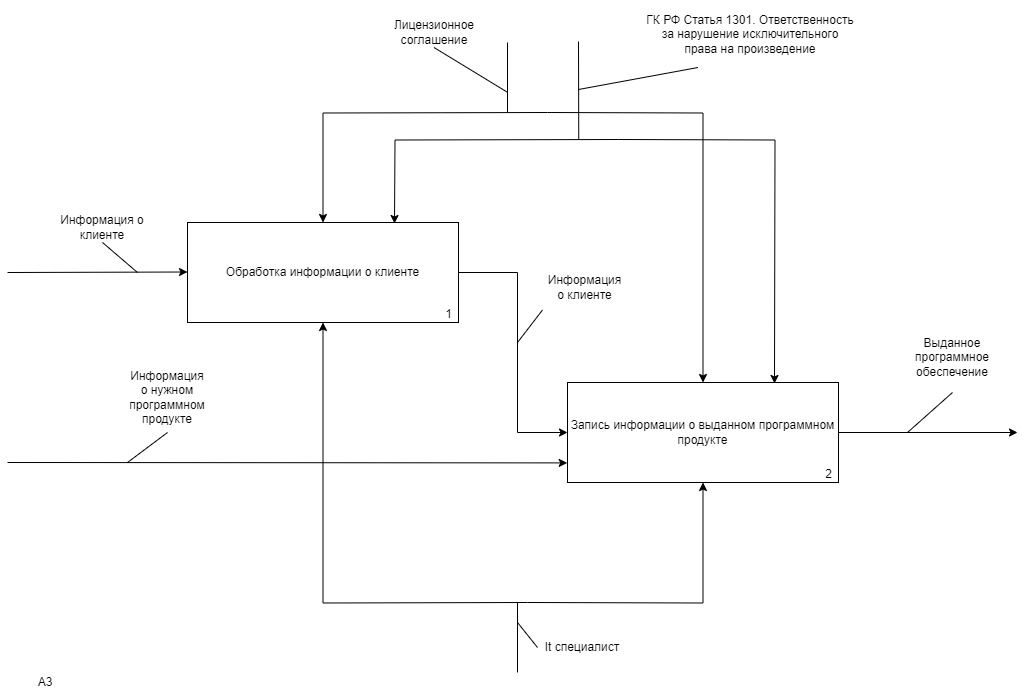 Лицензионное
соглашение
ГК РФ Статья 1301. Ответственность
за нарушение исключительного
права на произведение
Информация о
клиенте
Обработка информации о клиенте
1
Информация
о клиенте
Информация
о нужном
программном
продукте
Выданное
программное
обеспечение
Запись информации о выданном программном
продукте
2
It специалист
А3